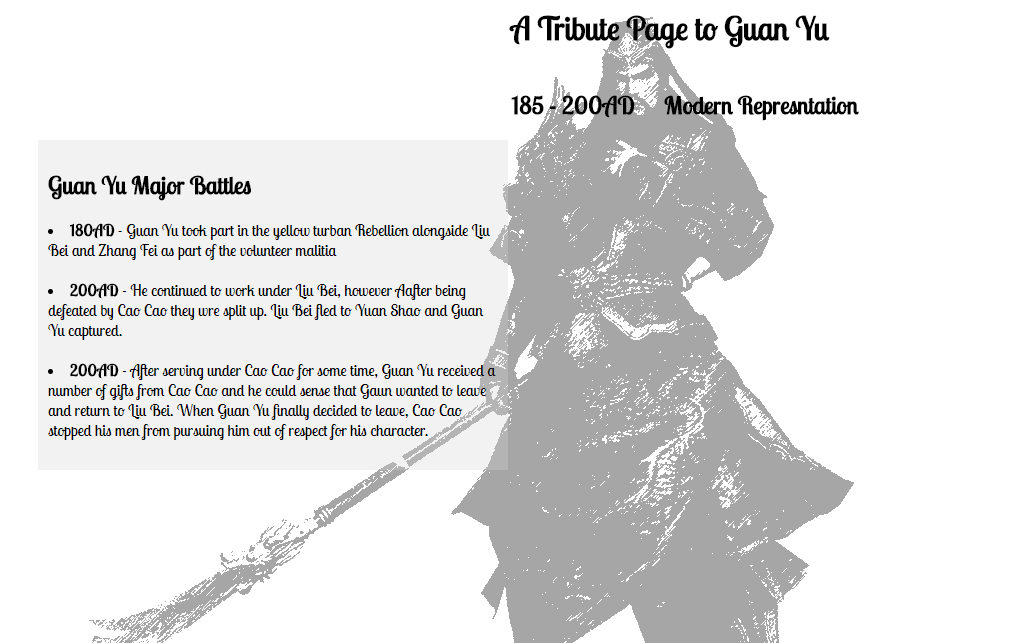 A Tribute Page to Guan Yu
185 - 200AD Modern Represntation
Guan Yu Major Battles
• 180AD - Guan Yu took part in the yellow turban Rebellion alongside Liu
Bei and Zhang Fei as part of the volunteer malitia
• 200AD - He continued to work under Liu Bei, however Aafter being
defeated by Cao Cao they wre split up. Liu Bei fled to Yuan Shao and Guan
Yu captured.
• 200AD - After serving under Cao Cao for some time, Guan Yu received a
number of gifts from Cao Cao and he could sense that Gaun wanted to leave
and return to Liu Bei. When Guan Yu finally decided to leave, Cao Cao
stopped his men from pursuing him out of respect for his character.